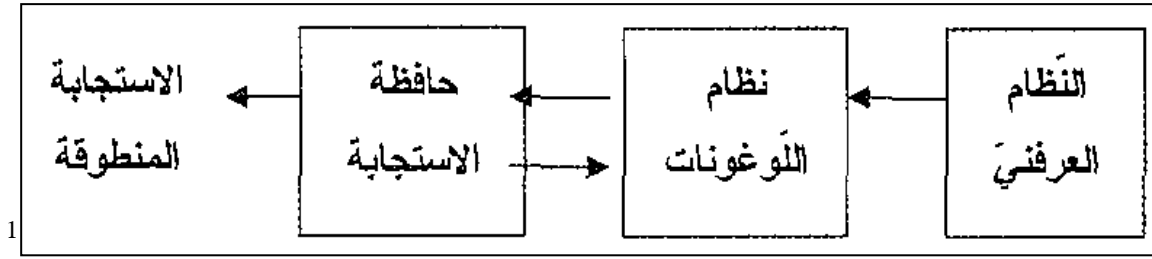 النّظام
العرفنيّ
نظام
اللّوغونات
حافظة
الاستجابة
الاستجابة
المنطوقة
1